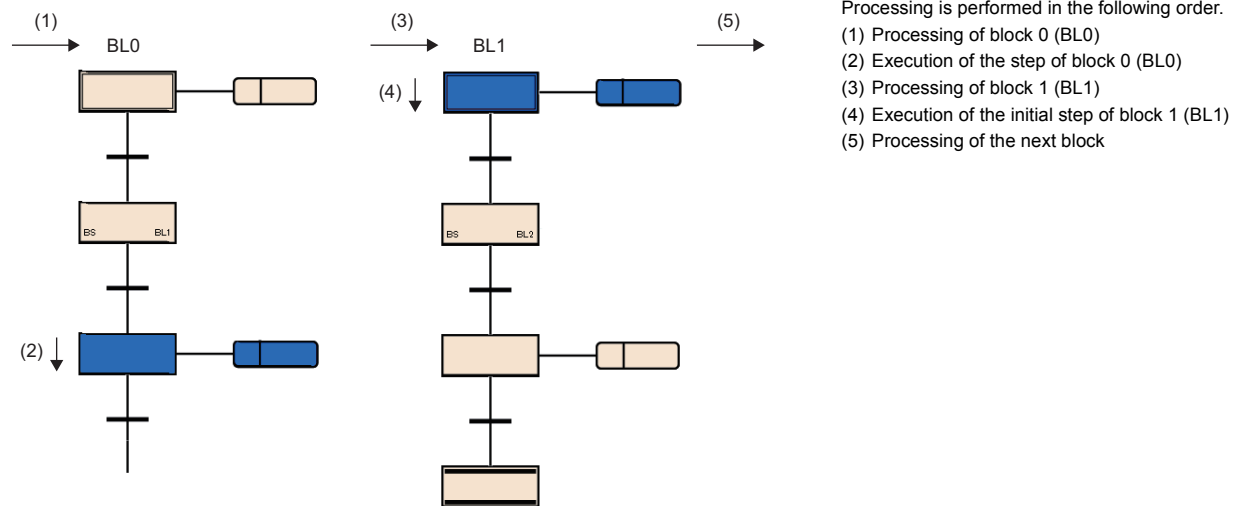 (1)
BL0
BS BL1
(2)
(3)
BL1
(4)
BS BL2
(5)
Processing is performed in the following order.
(1) Processing of block 0 (BL0)
(2) Execution of the step of block 0 (BL0)
(3) Processing of block 1 (BL1)
(4) Execution of the initial step of block 1 (BL1)
(5) Processing of the next block